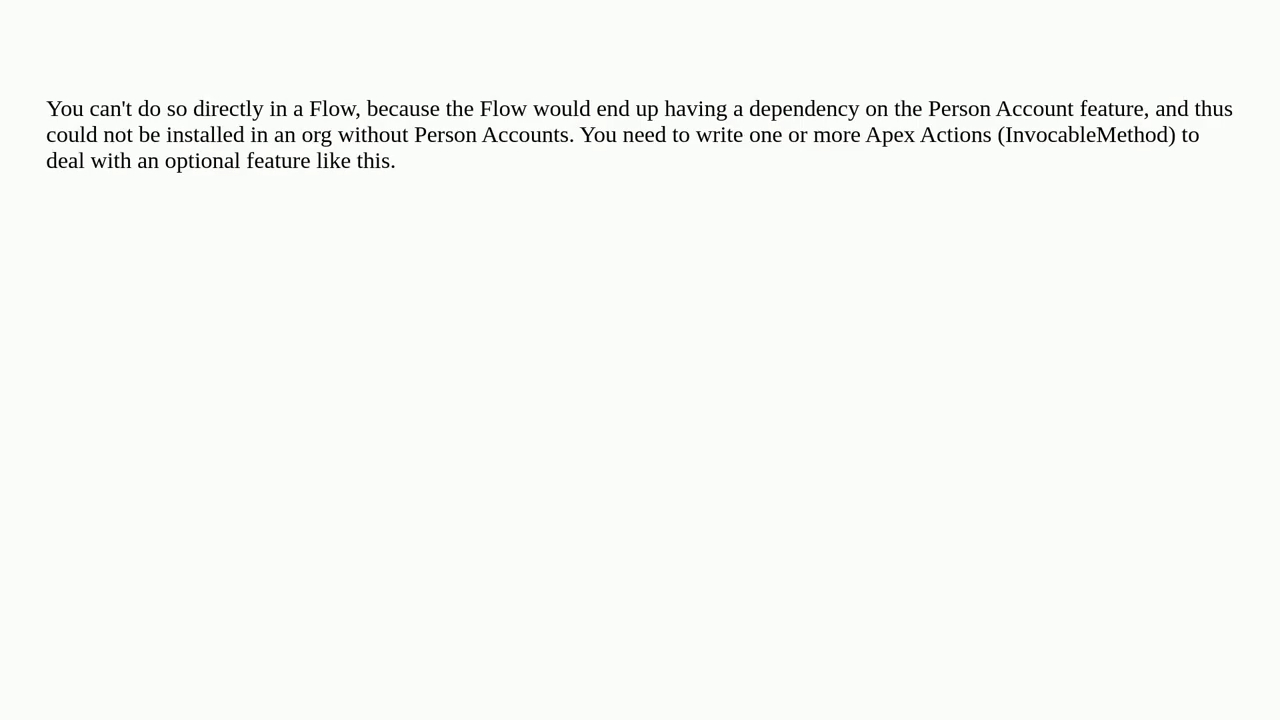 You can't do so directly in a Flow, because the Flow would end up having a dependency on the Person Account feature, and thus
could not be installed in an org without Person Accounts. You need to write one or more Apex Actions (InvocableMethod) to
deal with an optional feature like this.